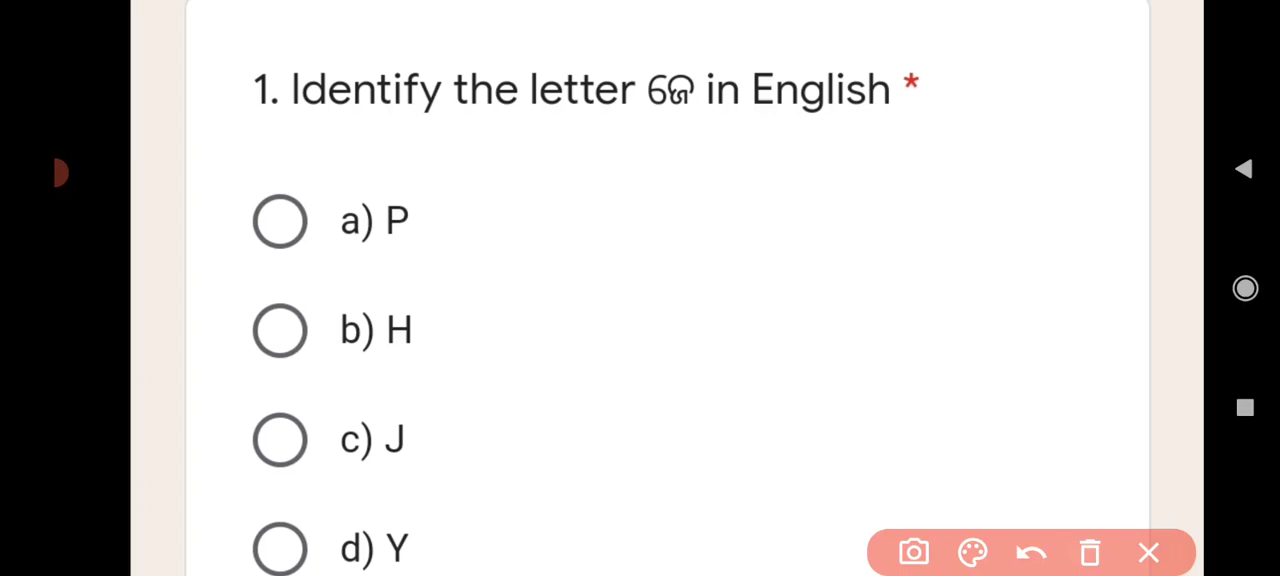 1. Identify the letter ଜେ in English *
a) P
b) H
c) J
d) Y